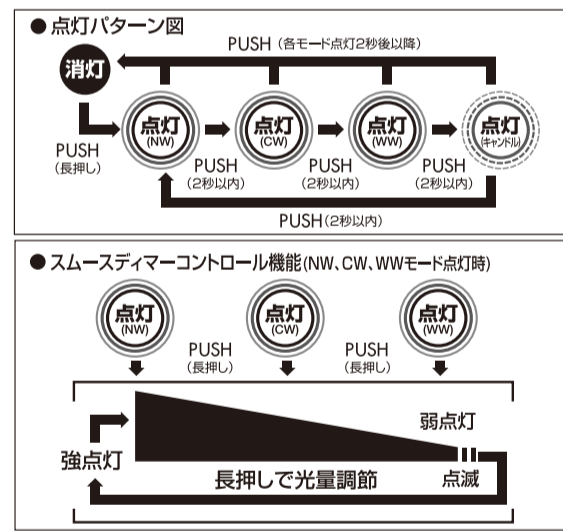 ●点灯パターン図
PUSH (各モード点灯2秒後以降)
消灯
点灯
(NW)
点灯
(CW)
点灯
(WW)
点灯
(キャンドル)
PUSH
(長押し)
PUSH
(2秒以内)
PUSH
(2秒以内)
PUSH
(2秒以内)
PUSH(2秒以内)
●スムースディマーコントロール機能(NW、CW、WWモード点灯時)
点灯
(NW)
点灯
(CW)
点灯
(WW)
PUSH
(長押し)
PUSH
(長押し)
弱点灯
強点灯
長押しで光量調節
点滅